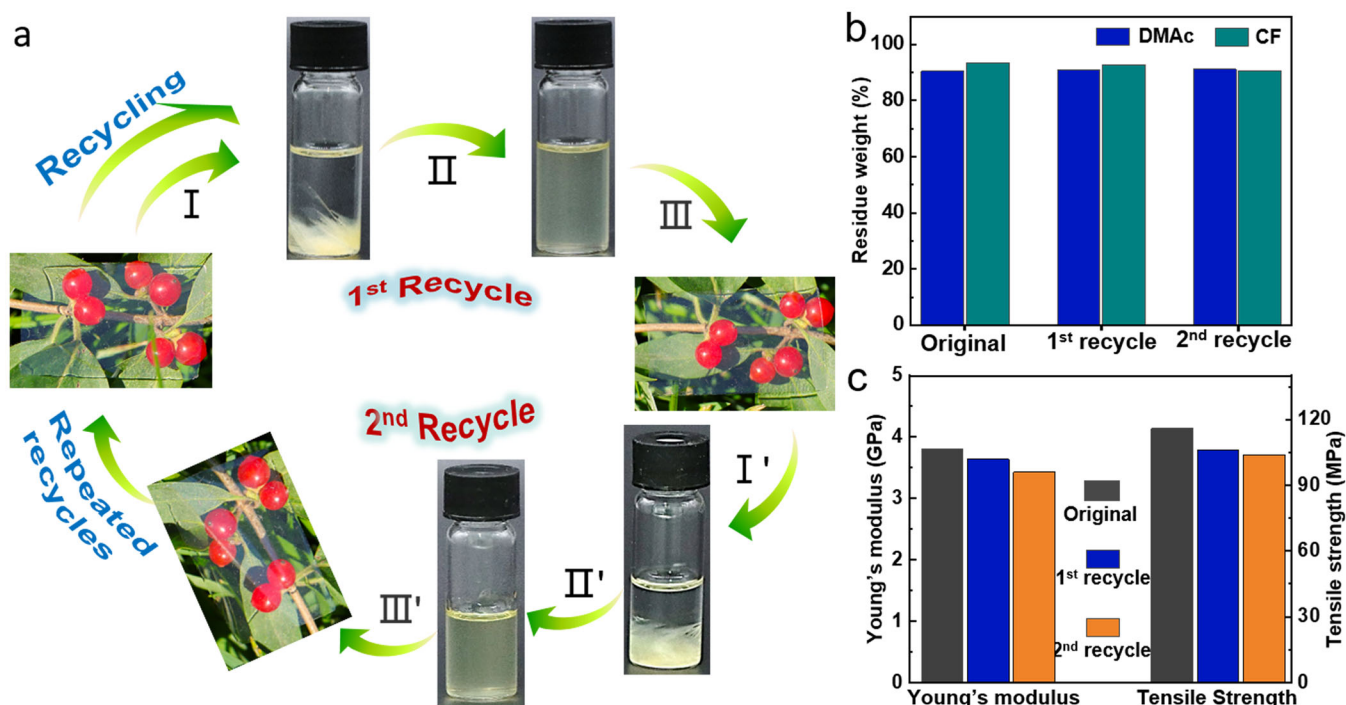 a
Recycling
I
II
III
1st Recycle
2nd Recycle
I'
II'
III'
Repeated
recycles
b
DMAc
CF
Residue weight (%)
100
80
60
40
20
0
Original
1st recycle
2nd recycle
c
Young's modulus (GPa)
5
4
3
2
1
0
Original
1st recycle
2nd recycle
120
90
60
30
0
Tensile strength (MPa)
Young's modulus
Tensile Strength